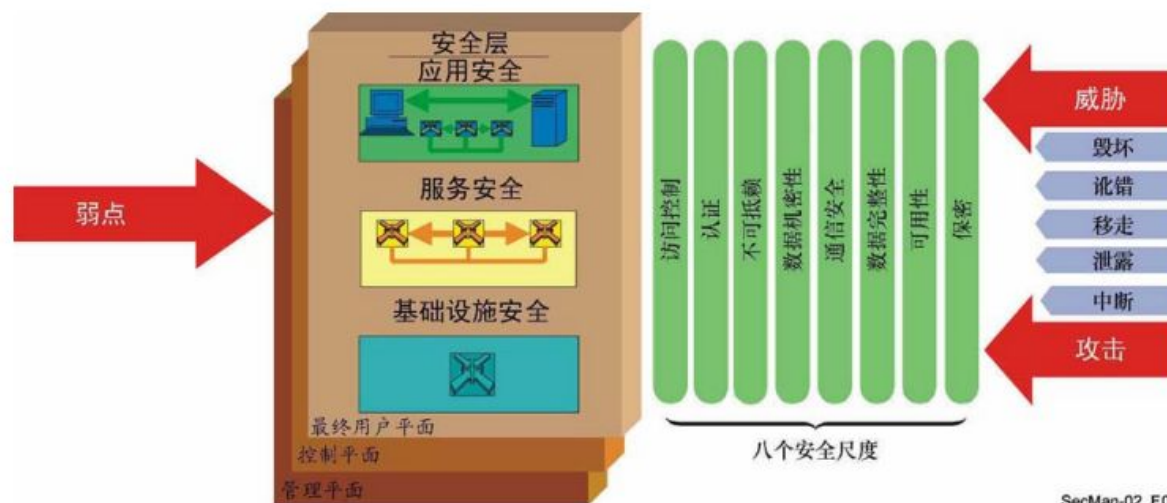 安全层
应用安全
服务安全
基础设施安全
最终用户平面
控制平面
管理平面
弱点
访问控制
认证
不可抵赖
数据机密性
通信安全
数据完整性
可用性
保密
八个安全尺度
威胁
毁坏
讹错
移走
泄露
中断
攻击